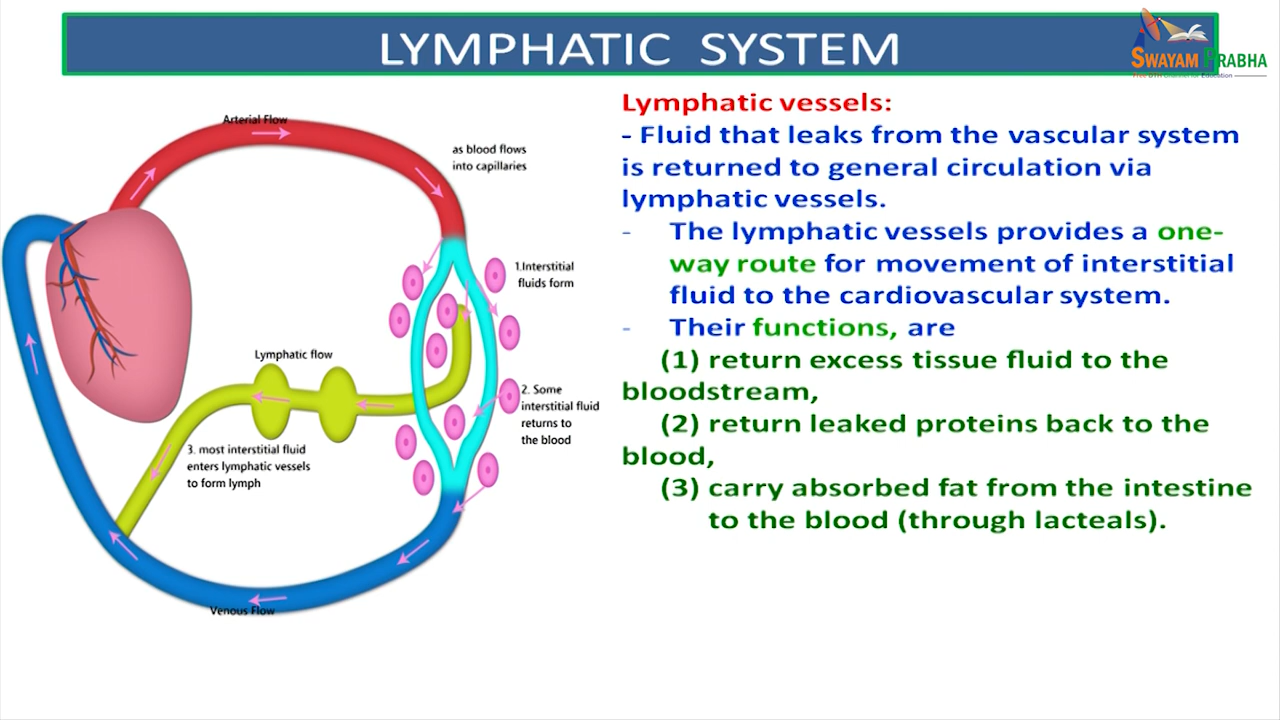 LYMPHATIC SYSTEM
SWAYAM PRABHA
Free DTH Channel for Education
Arterial Flow
as blood flows
into capillaries
1.Interstitial
fluids form
Lymphatic flow
2. Some
interstitial fluid
returns to
the blood
3. most interstitial fluid
enters lymphatic vessels
to form lymph
Venous Flow
Lymphatic vessels:
- Fluid that leaks from the vascular system
is returned to general circulation via
lymphatic vessels.
- The lymphatic vessels provides a one-
way route for movement of interstitial
fluid to the cardiovascular system.
- Their functions, are
(1) return excess tissue fluid to the
bloodstream,
(2) return leaked proteins back to the
blood,
(3) carry absorbed fat from the intestine
to the blood (through lacteals).